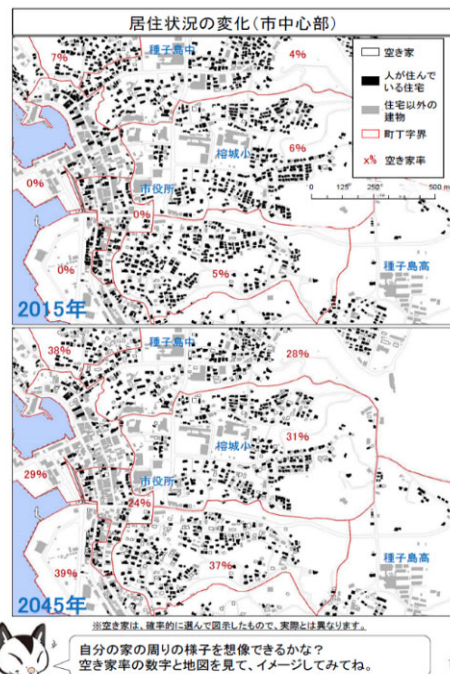 居住状況の変化（市中心部）
種子島中
7%
4%
空き家
人が住んで
いる住宅
住宅以外の
建物
町丁字界
x% 空き家率
榕城小
6%
0 125 250 500 m
0%
市役所
0%
0%
5%
種子島高
2015年
38%
種子島中
28%
榕城小
31%
29%
市役所
24%
39%
37%
種子島高
2045年
※空き家は、確率的に選んで図示したもので、実際とは異なります。
自分の家の周りの様子を想像できるかな？
空き家率の数字と地図を見て、イメージしてみてね。